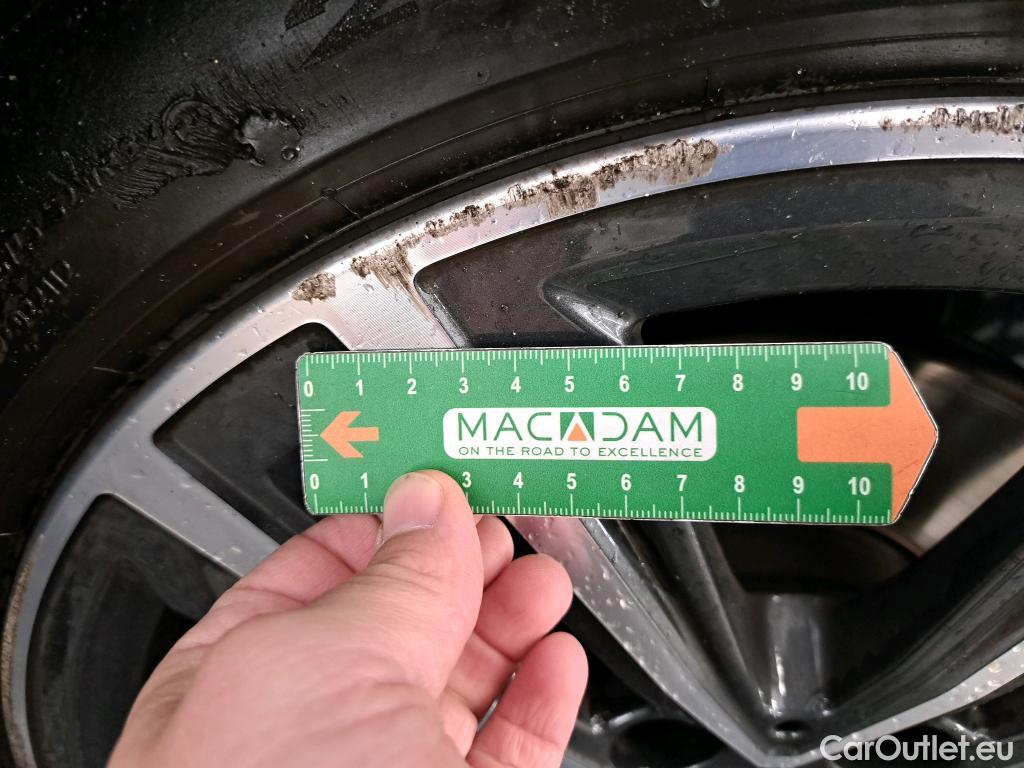 0 1 2 3 4 5 6 7 8 9 10
MACADAM
ON THE ROAD TO EXCELLENCE
0 1 3 4 5 6 7 8 9 10
CarOutlet.eu